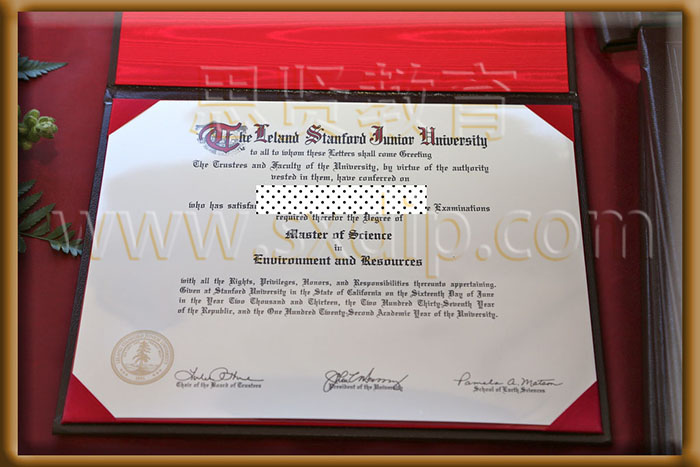 思贤教育
The Leland Stanford Junior University
to all to whom these Letters shall come Greeting
The Trustees and Faculty of the University, by virtue of the authority
vested in them, have conferred on
who has satisfac Examinations
required therefor the Degree of
Master of Science
in
Environment and Resources
www.sxdip.com
with all the Rights, Privileges, Honors, and Responsibilities thereunto appertaining.
Given at Stanford University in the State of California on the Sixteenth Day of June
in the Year Two Thousand and Thirteen, the Two Hundred Thirty-Seventh Year
of the Republic, and the One Hundred Twenty-Second Academic Year of the University.
Chair of the Board of Trustees
President of the University
Pamela A. Matson
School of Earth Sciences